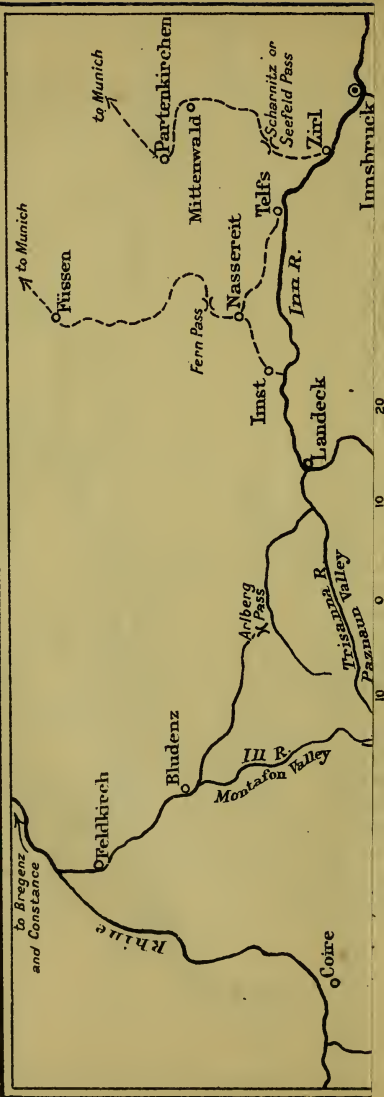 to Bregenz
and Constance
Rhine
Feldkirch
Bludenz
Ill R.
Montafon Valley
Coire
Arlberg
Pass
Trisanna R.
Paznaun Valley
Landeck
Imst
Inn R.
Nassereit
Fern Pass
Füssen
to Munich
Telfs
Zirl
Scharnitz or
Seefeld Pass
Mittenwald
Partenkirchen
to Munich
Innsbruck
10
0
10
20